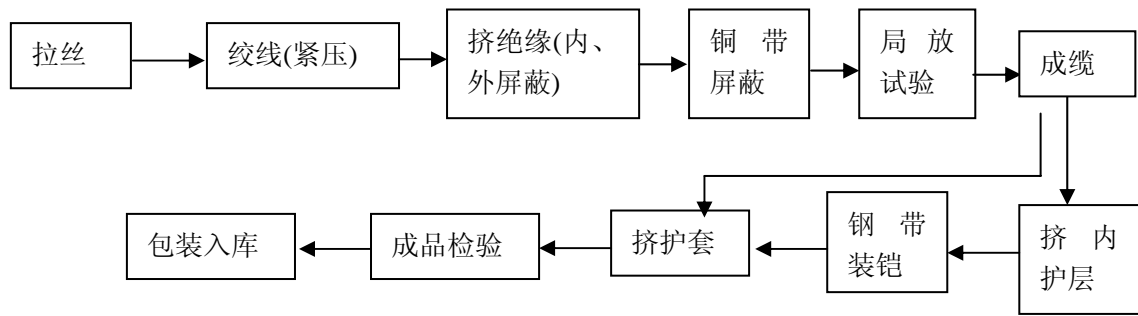 拉丝
绞线(紧压)
挤绝缘(内、
外屏蔽)
铜带
屏蔽
局放
试验
成缆
挤内
护层
钢带
装铠
挤护套
成品检验
包装入库